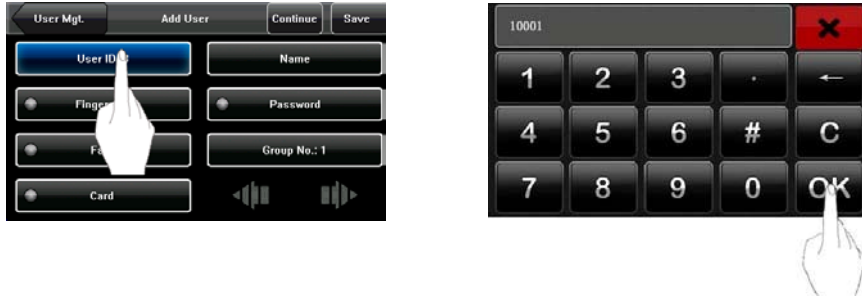 User Mgt. Add User Continue Save
User ID
Name
Password
Group No.: 1
Card
10001
1 2 3 . ←
4 5 6 # C
7 8 9 0 OK